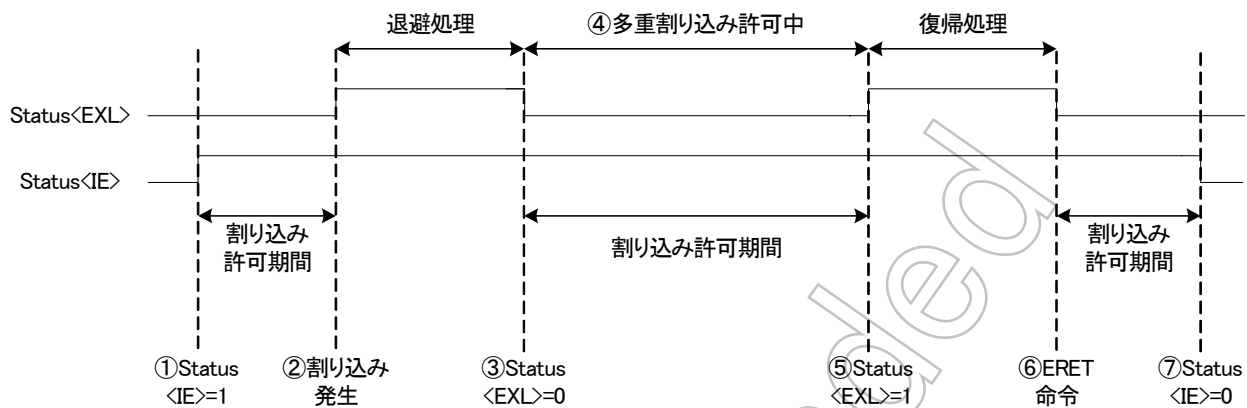 退避処理
④多重割り込み許可中
復帰処理
Status<EXL>
Status<IE>
割り込み
許可期間
割り込み許可期間
割り込み
許可期間
①Status
<IE>=1
②割り込み
発生
③Status
<EXL>=0
⑤Status
<EXL>=1
⑥ERET
命令
⑦Status
<IE>=0
ded